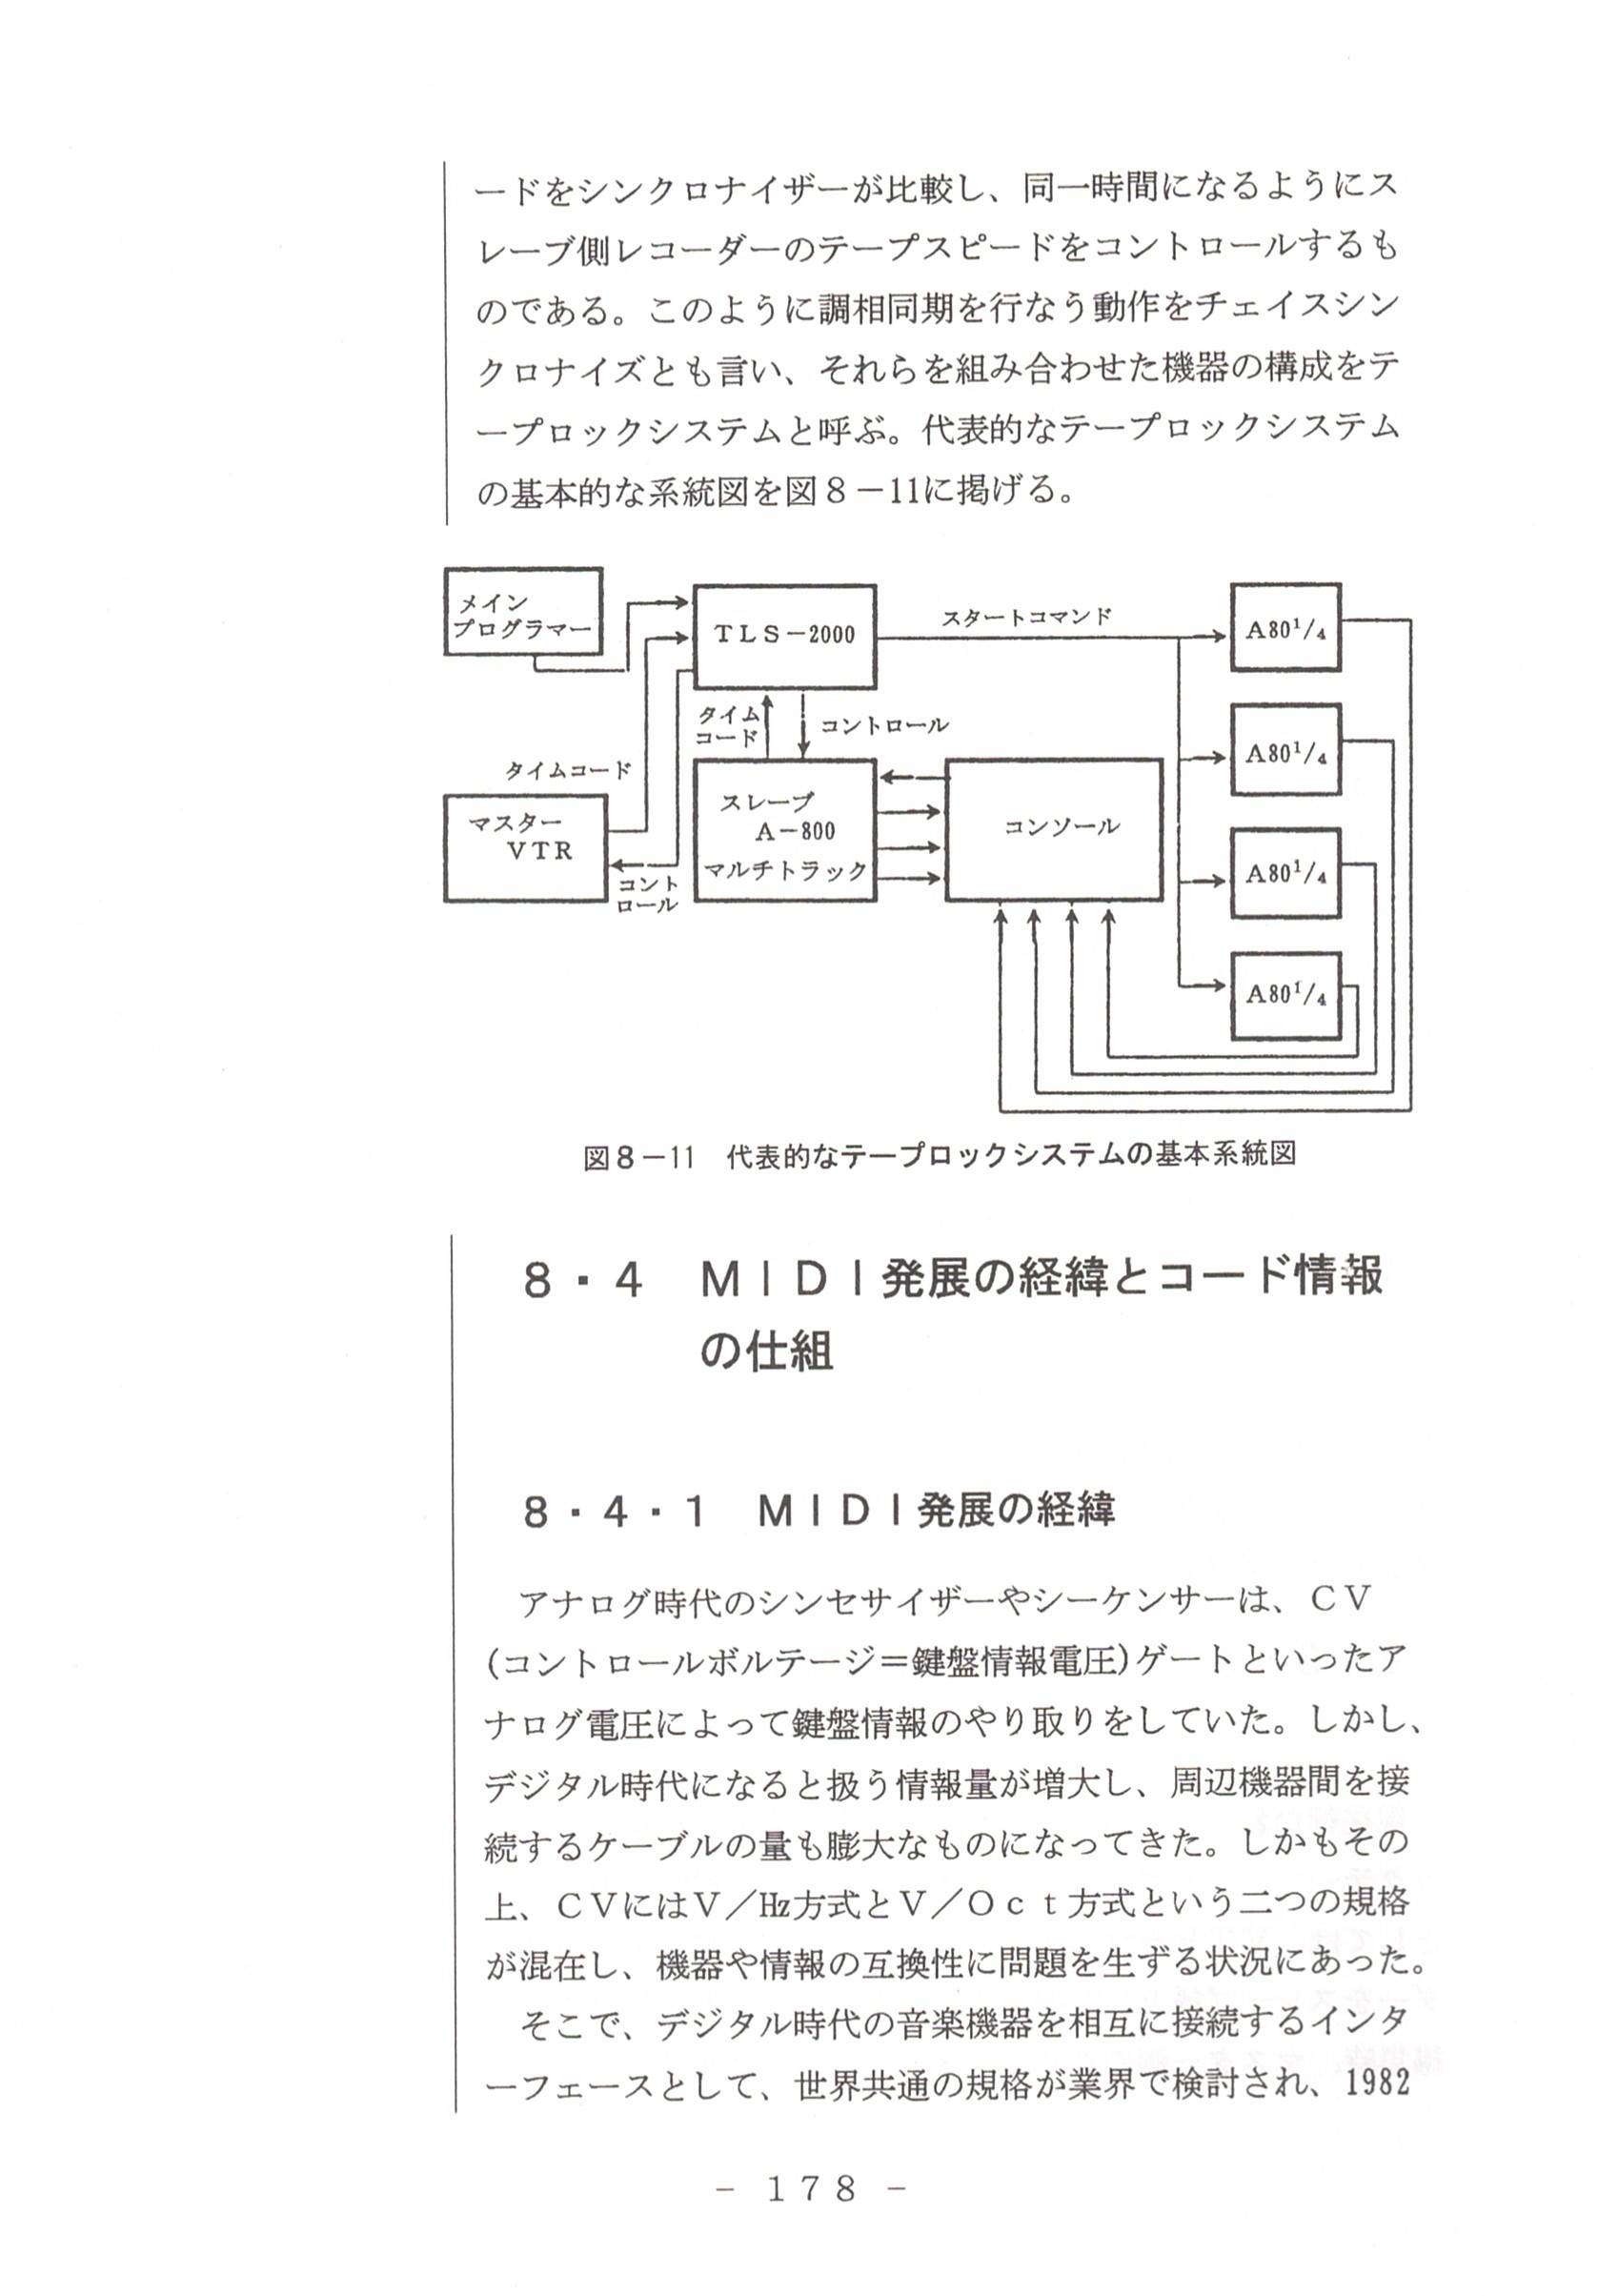 ードをシンクロナイザーが比較し、同一時間になるようにス
レーブ側レコーダーのテープスピードをコントロールするも
のである。このように調相同期を行なう動作をチェイスシン
クロナイズとも言い、それらを組み合わせた機器の構成をテ
ープロックシステムと呼ぶ。代表的なテープロックシステム
の基本的な系統図を図8－11に掲げる。
メイン
プログラマー
TLS－2000
スタートコマンド
A80¹/₄
タイム
コード
コントロール
A80¹/₄
タイムコード
マスター
VTR
コント
ロール
スレーブ
A－800
マルチトラック
コンソール
A80¹/₄
A80¹/₄
図8－11　代表的なテープロックシステムの基本系統図
8・4　MIDI発展の経緯とコード情報
の仕組
8・4・1　MIDI発展の経緯
アナログ時代のシンセサイザーやシーケンサーは、CV
(コントロールボルテージ＝鍵盤情報電圧)ゲートといったア
ナログ電圧によって鍵盤情報のやり取りをしていた。しかし、
デジタル時代になると扱う情報量が増大し、周辺機器間を接
続するケーブルの量も膨大なものになってきた。しかもその
上、CVにはV／Hz方式とV／Oct方式という二つの規格
が混在し、機器や情報の互換性に問題を生ずる状況にあった。
そこで、デジタル時代の音楽機器を相互に接続するインタ
ーフェースとして、世界共通の規格が業界で検討され、1982
－ 178 －